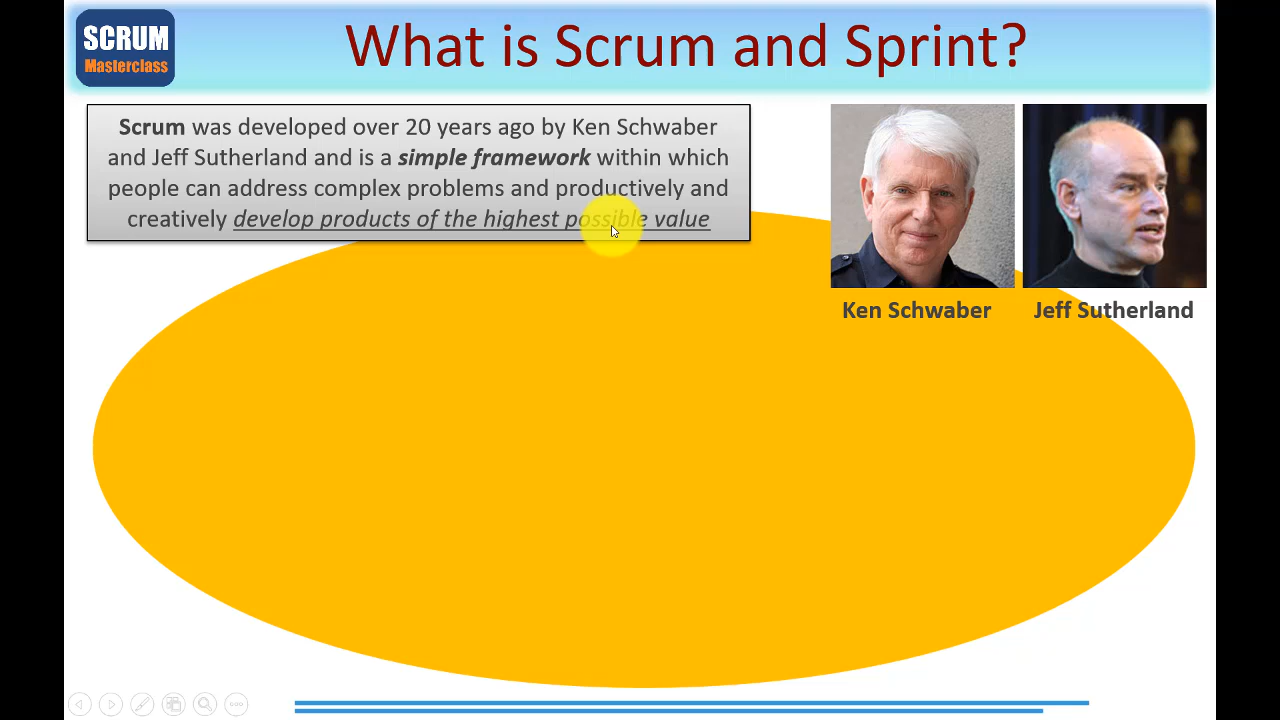 SCRUM
Masterclass
What is Scrum and Sprint?
Scrum was developed over 20 years ago by Ken Schwaber
and Jeff Sutherland and is a simple framework within which
people can address complex problems and productively and
creatively develop products of the highest possible value
Ken Schwaber
Jeff Sutherland